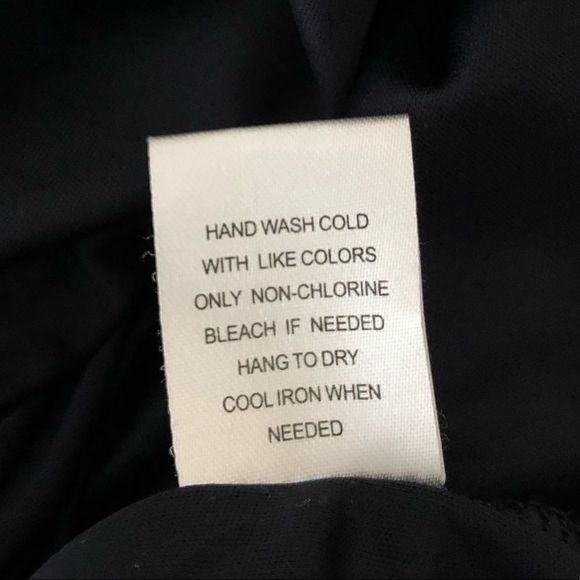 HAND WASH COLD
WITH LIKE COLORS
ONLY NON-CHLORINE
BLEACH IF NEEDED
HANG TO DRY
COOL IRON WHEN
NEEDED